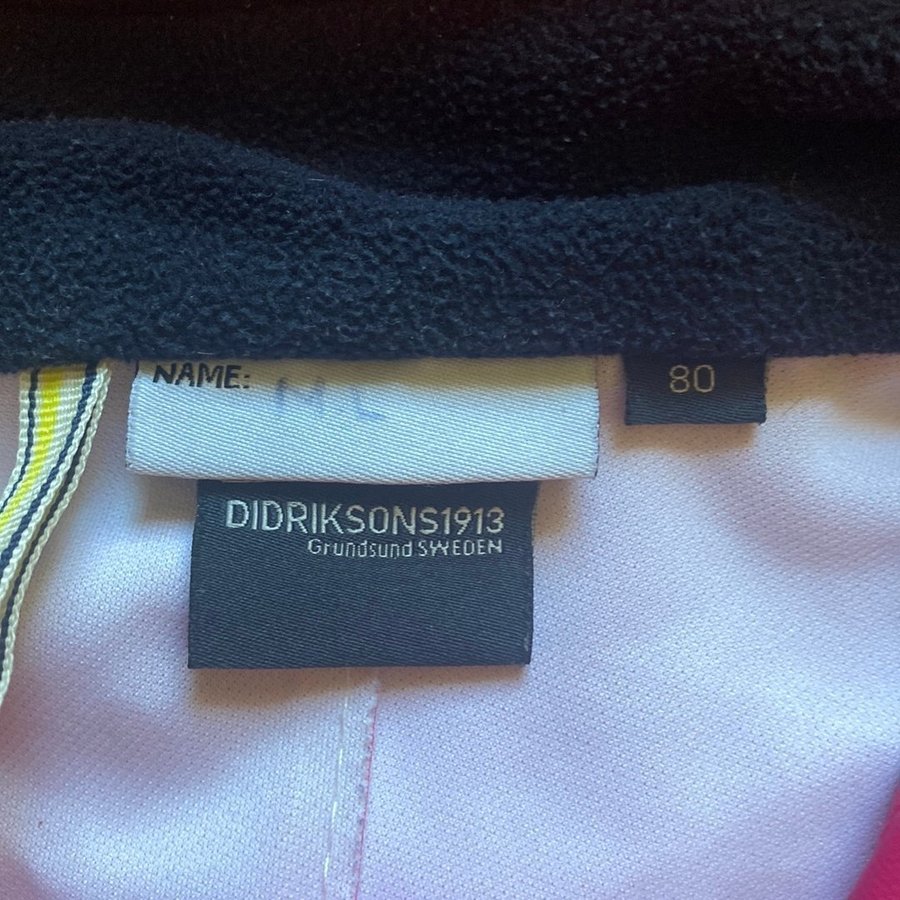 NAME:
80
DIDRIKSONS1913
Grundsund SWEDEN